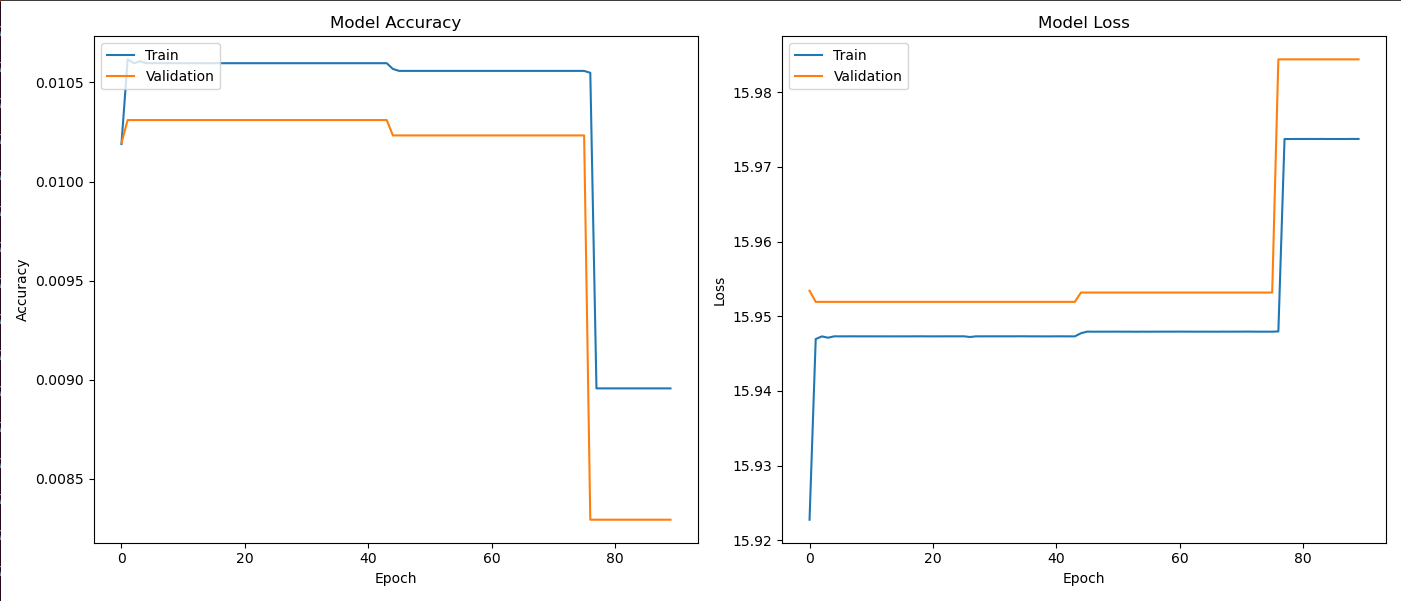 Model Accuracy
Train
Validation
0.0105
0.0100
0.0095
0.0090
0.0085
Accuracy
0
20
40
60
80
Epoch
Model Loss
Train
Validation
15.98
15.97
15.96
15.95
15.94
15.93
15.92
Loss
0
20
40
60
80
Epoch